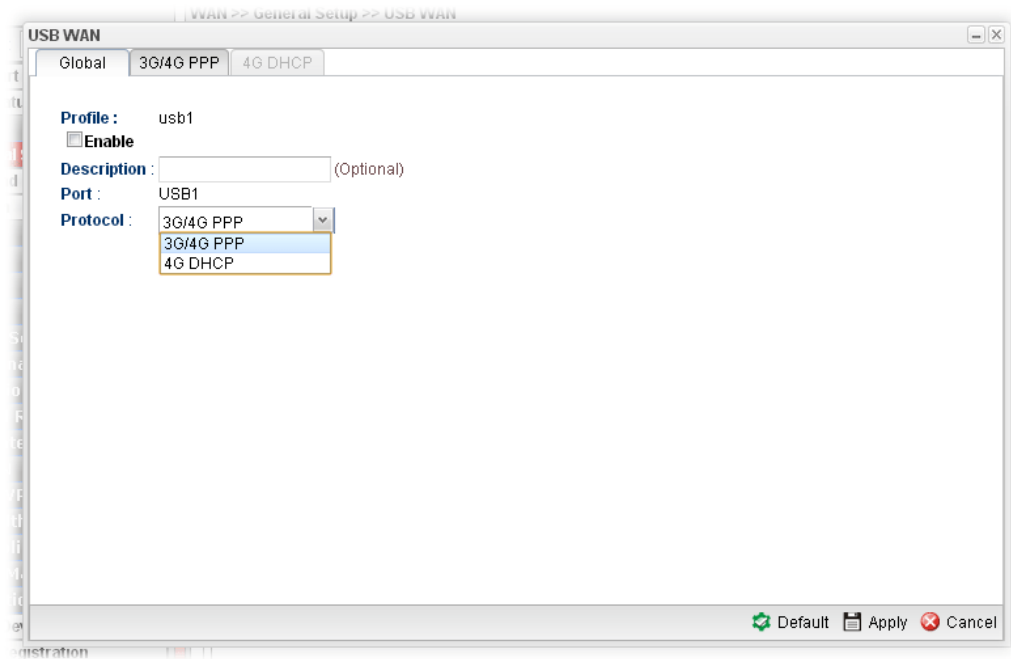 WAN >> General Setup >> USB WAN
USB WAN
Global 3G/4G PPP 4G DHCP
Profile : usb1
Enable
Description : (Optional)
Port : USB1
Protocol : 3G/4G PPP
3G/4G PPP
4G DHCP
Default Apply Cancel